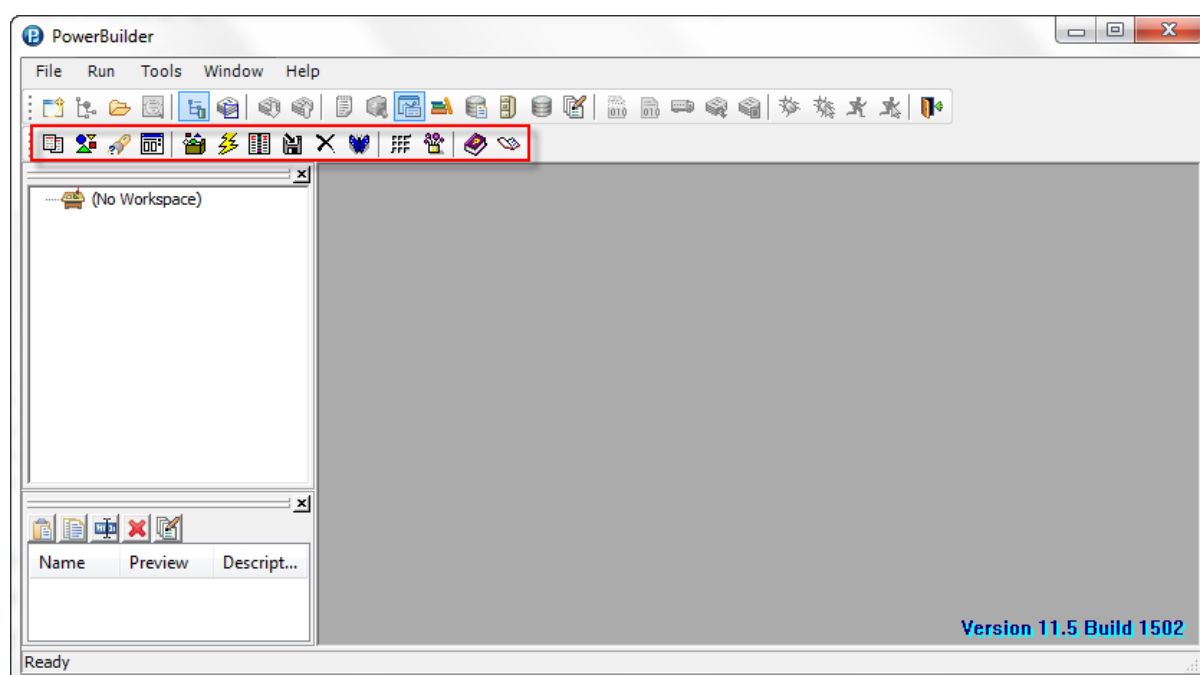 PowerBuilder
File Run Tools Window Help
(No Workspace)
Name Preview Descript...
Version 11.5 Build 1502
Ready